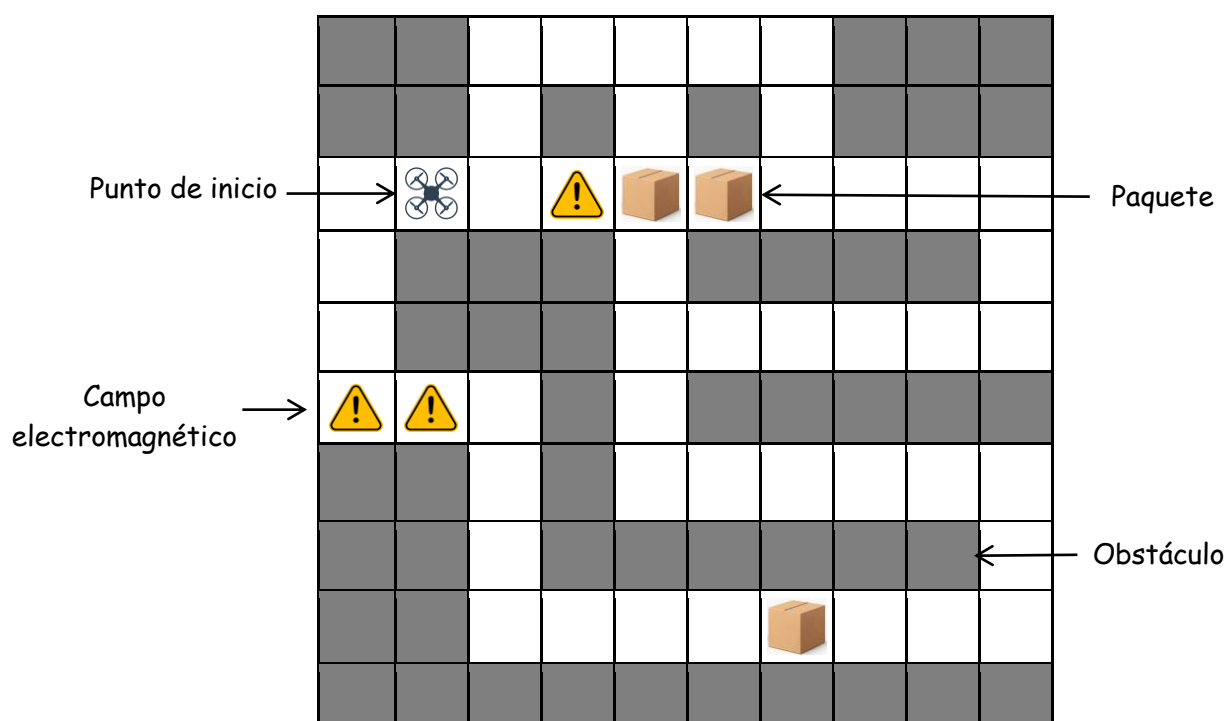 Punto de inicio
Paquete
Campo
electromagnético
Obstáculo